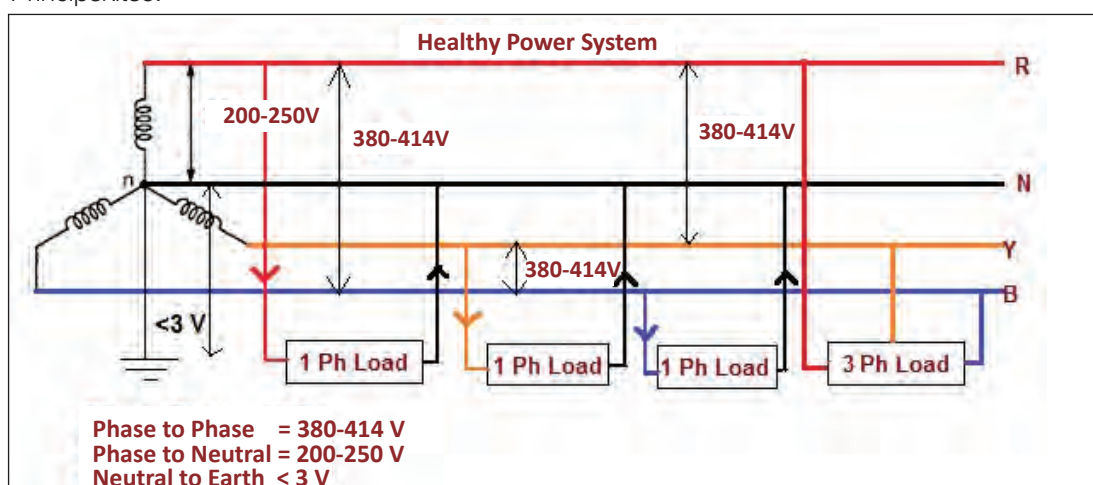 Healthy Power System
R
200-250V
380-414V
380-414V
n
N
Y
380-414V
B
<3 V
1 Ph Load
1 Ph Load
1 Ph Load
3 Ph Load
Phase to Phase = 380-414 V
Phase to Neutral = 200-250 V
Neutral to Earth < 3 V